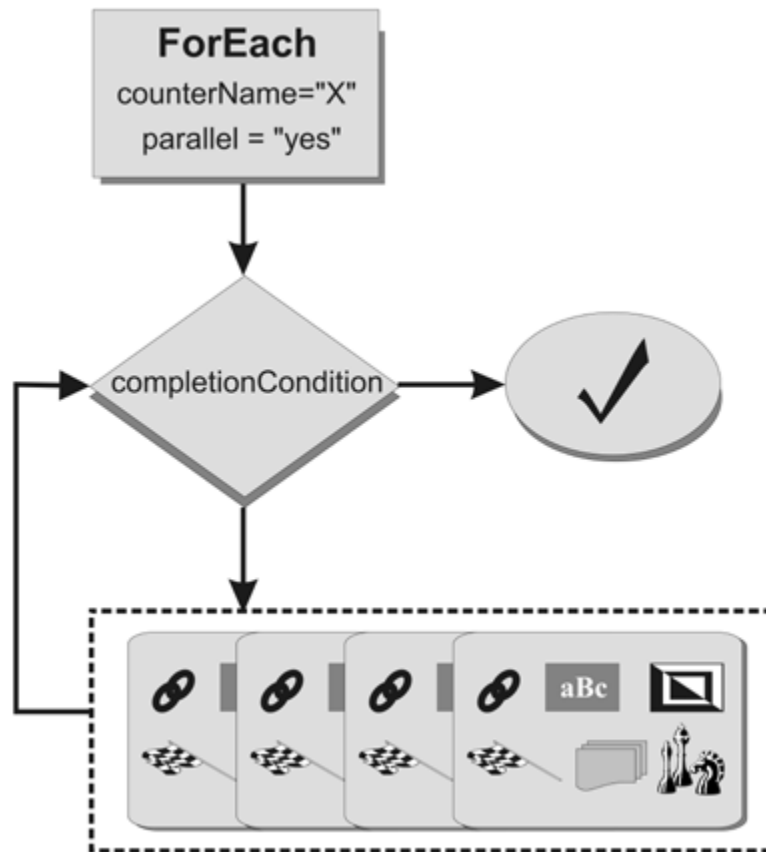 ForEach
counterName="X"
parallel = "yes"
completionCondition
aBc